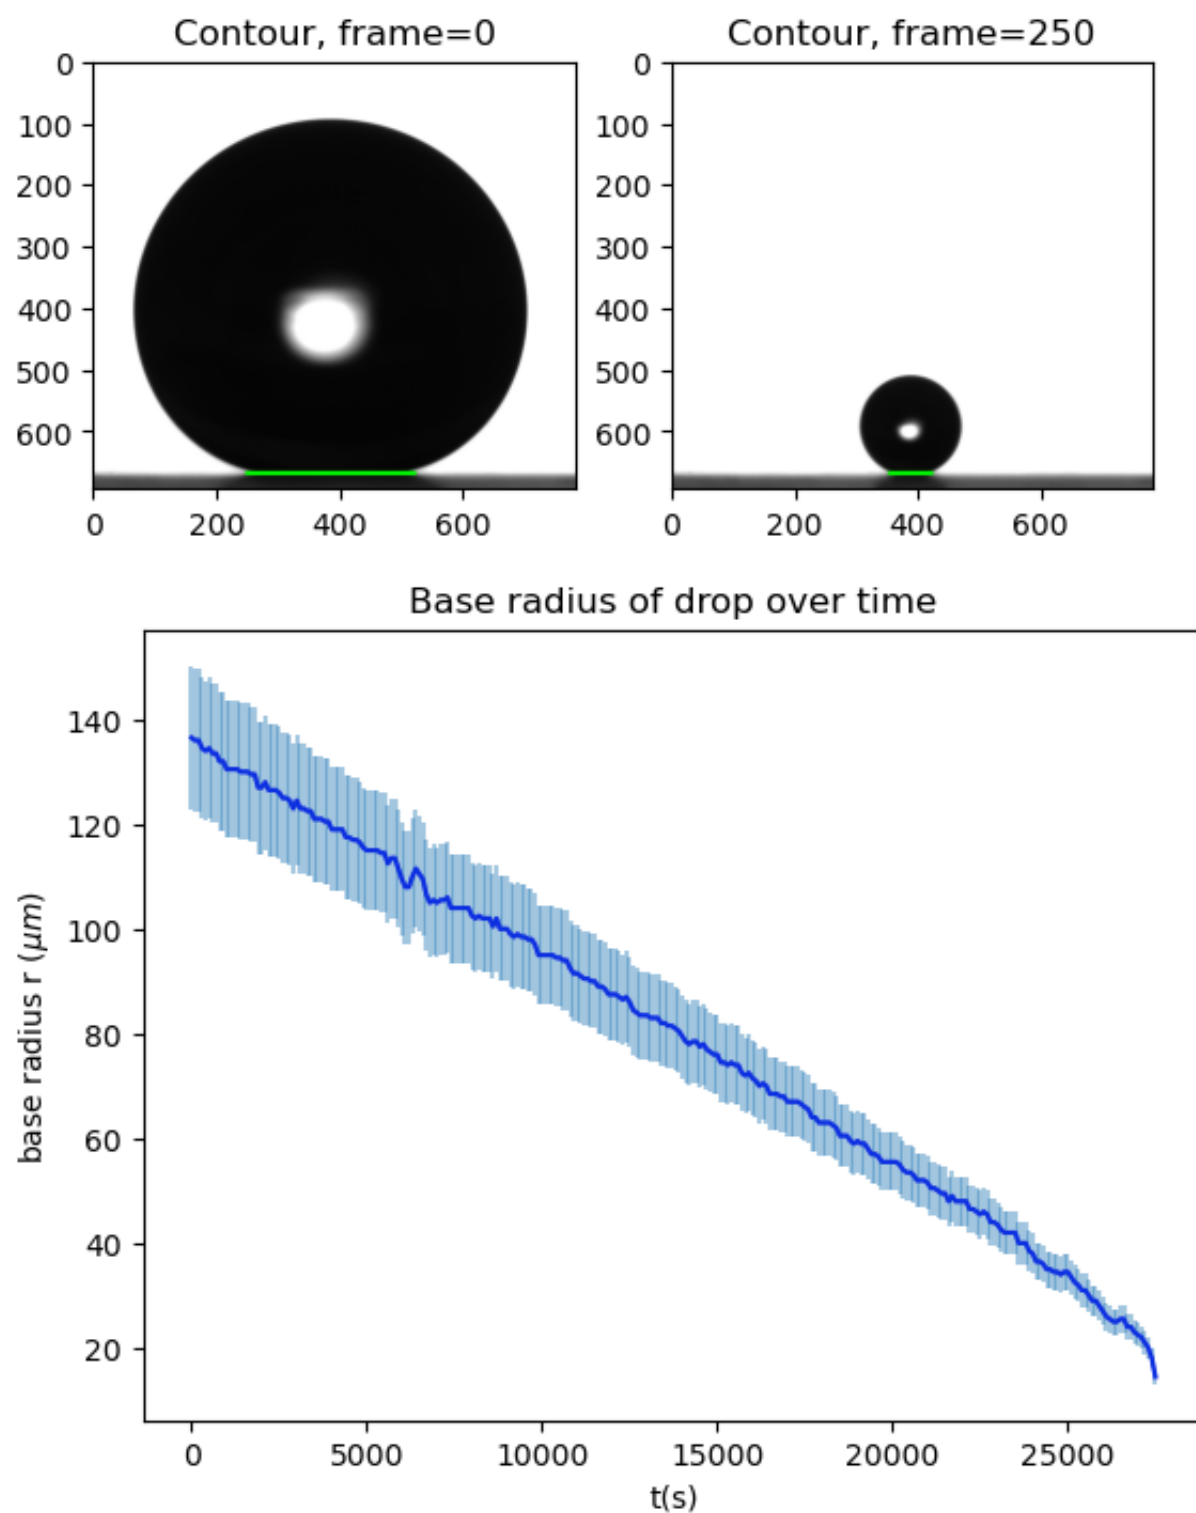 Contour, frame=0
Contour, frame=250
0
100
200
300
400
500
600
0 200 400 600
0
100
200
300
400
500
600
0 200 400 600
Base radius of drop over time
base radius r (μm)
140
120
100
80
60
40
20
0 5000 10000 15000 20000 25000
t(s)